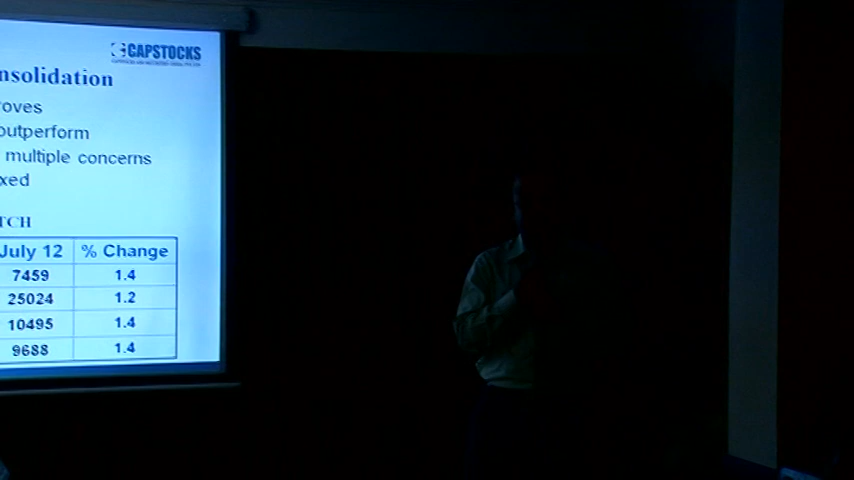 CAPSTOCKS
nsolidation
roves
outperform
multiple concerns
xed
TCH
July 12 % Change
7459 1.4
25024 1.2
10495 1.4
9688 1.4